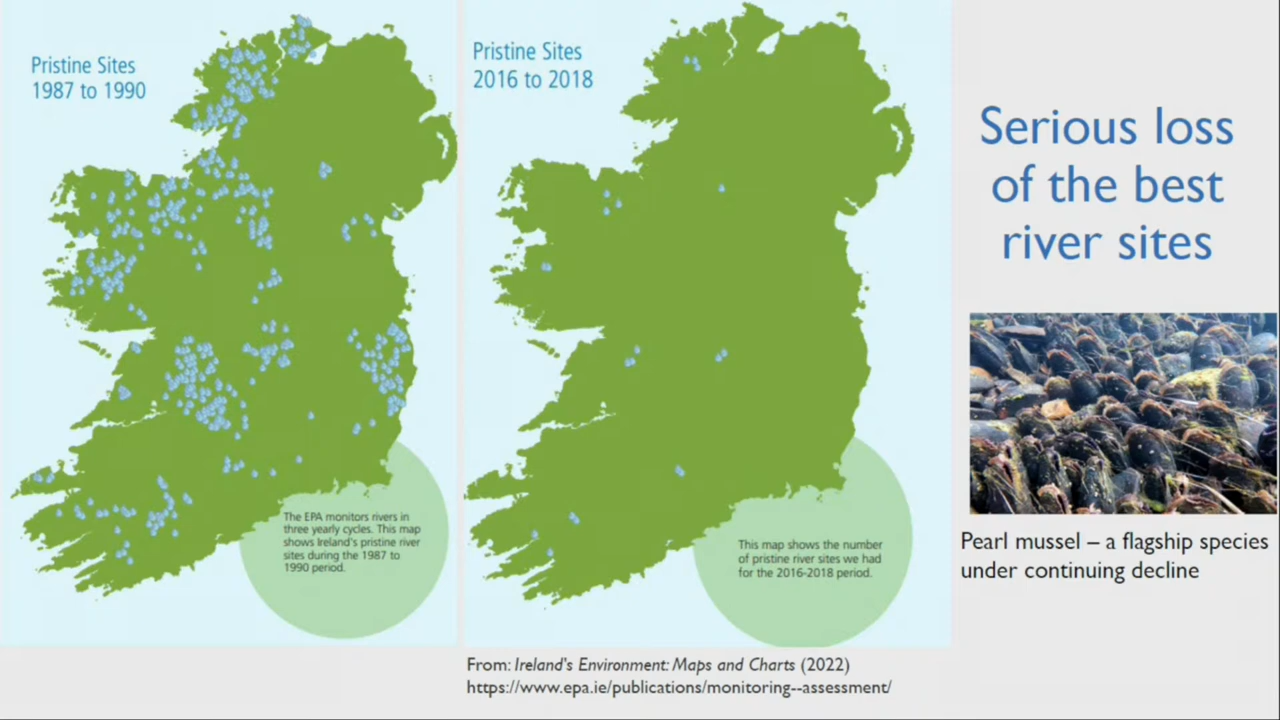 Pristine Sites
1987 to 1990
The EPA monitors rivers in
three yearly cycles. This map
shows Ireland's pristine river
sites during the 1987 to
1990 period.
Pristine Sites
2016 to 2018
This map shows the number
of pristine river sites we had
for the 2016-2018 period.
Serious loss
of the best
river sites
Pearl mussel – a flagship species
under continuing decline
From: Ireland's Environment: Maps and Charts (2022)
https://www.epa.ie/publications/monitoring--assessment/